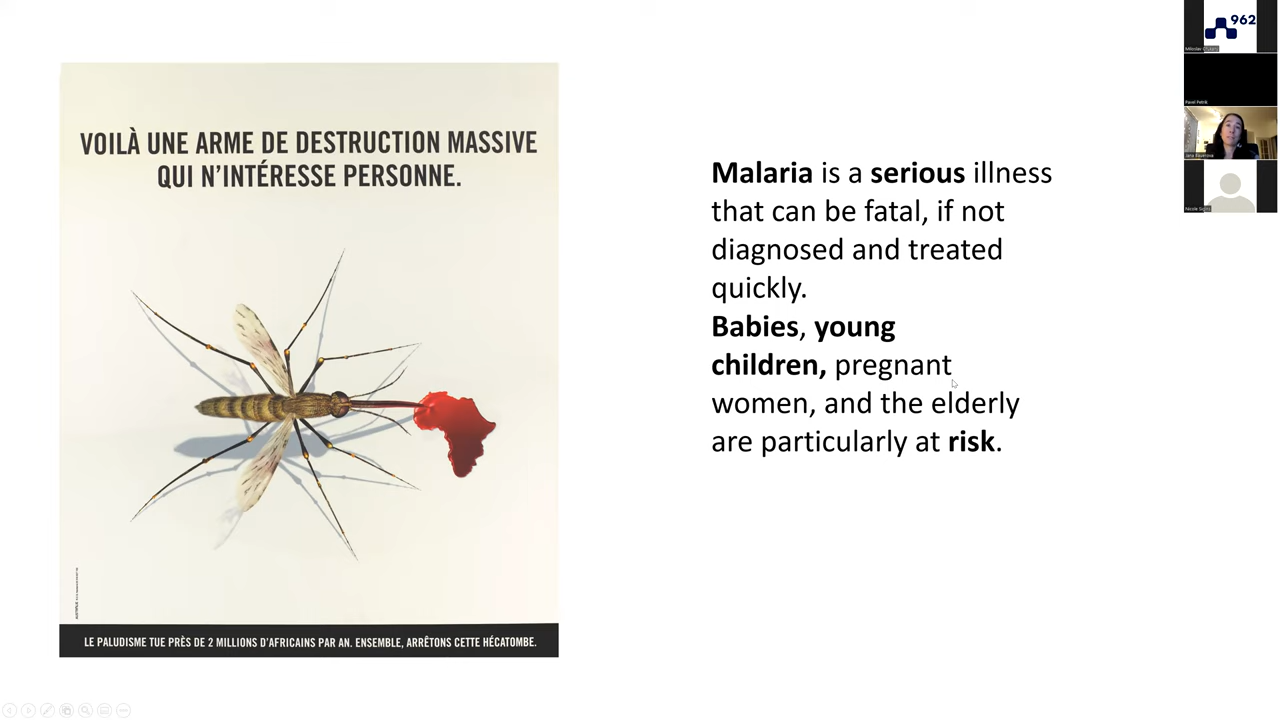 VOILÀ UNE ARME DE DESTRUCTION MASSIVE
QUI N'INTÉRESSE PERSONNE.
LE PALUDISME TUE PRÈS DE 2 MILLIONS D'AFRICAINS PAR AN. ENSEMBLE, ARRÊTONS CETTE HÉCATOMBE.
Malaria is a serious illness
that can be fatal, if not
diagnosed and treated
quickly.
Babies, young
children, pregnant
women, and the elderly
are particularly at risk.
962
Pavel Petrik